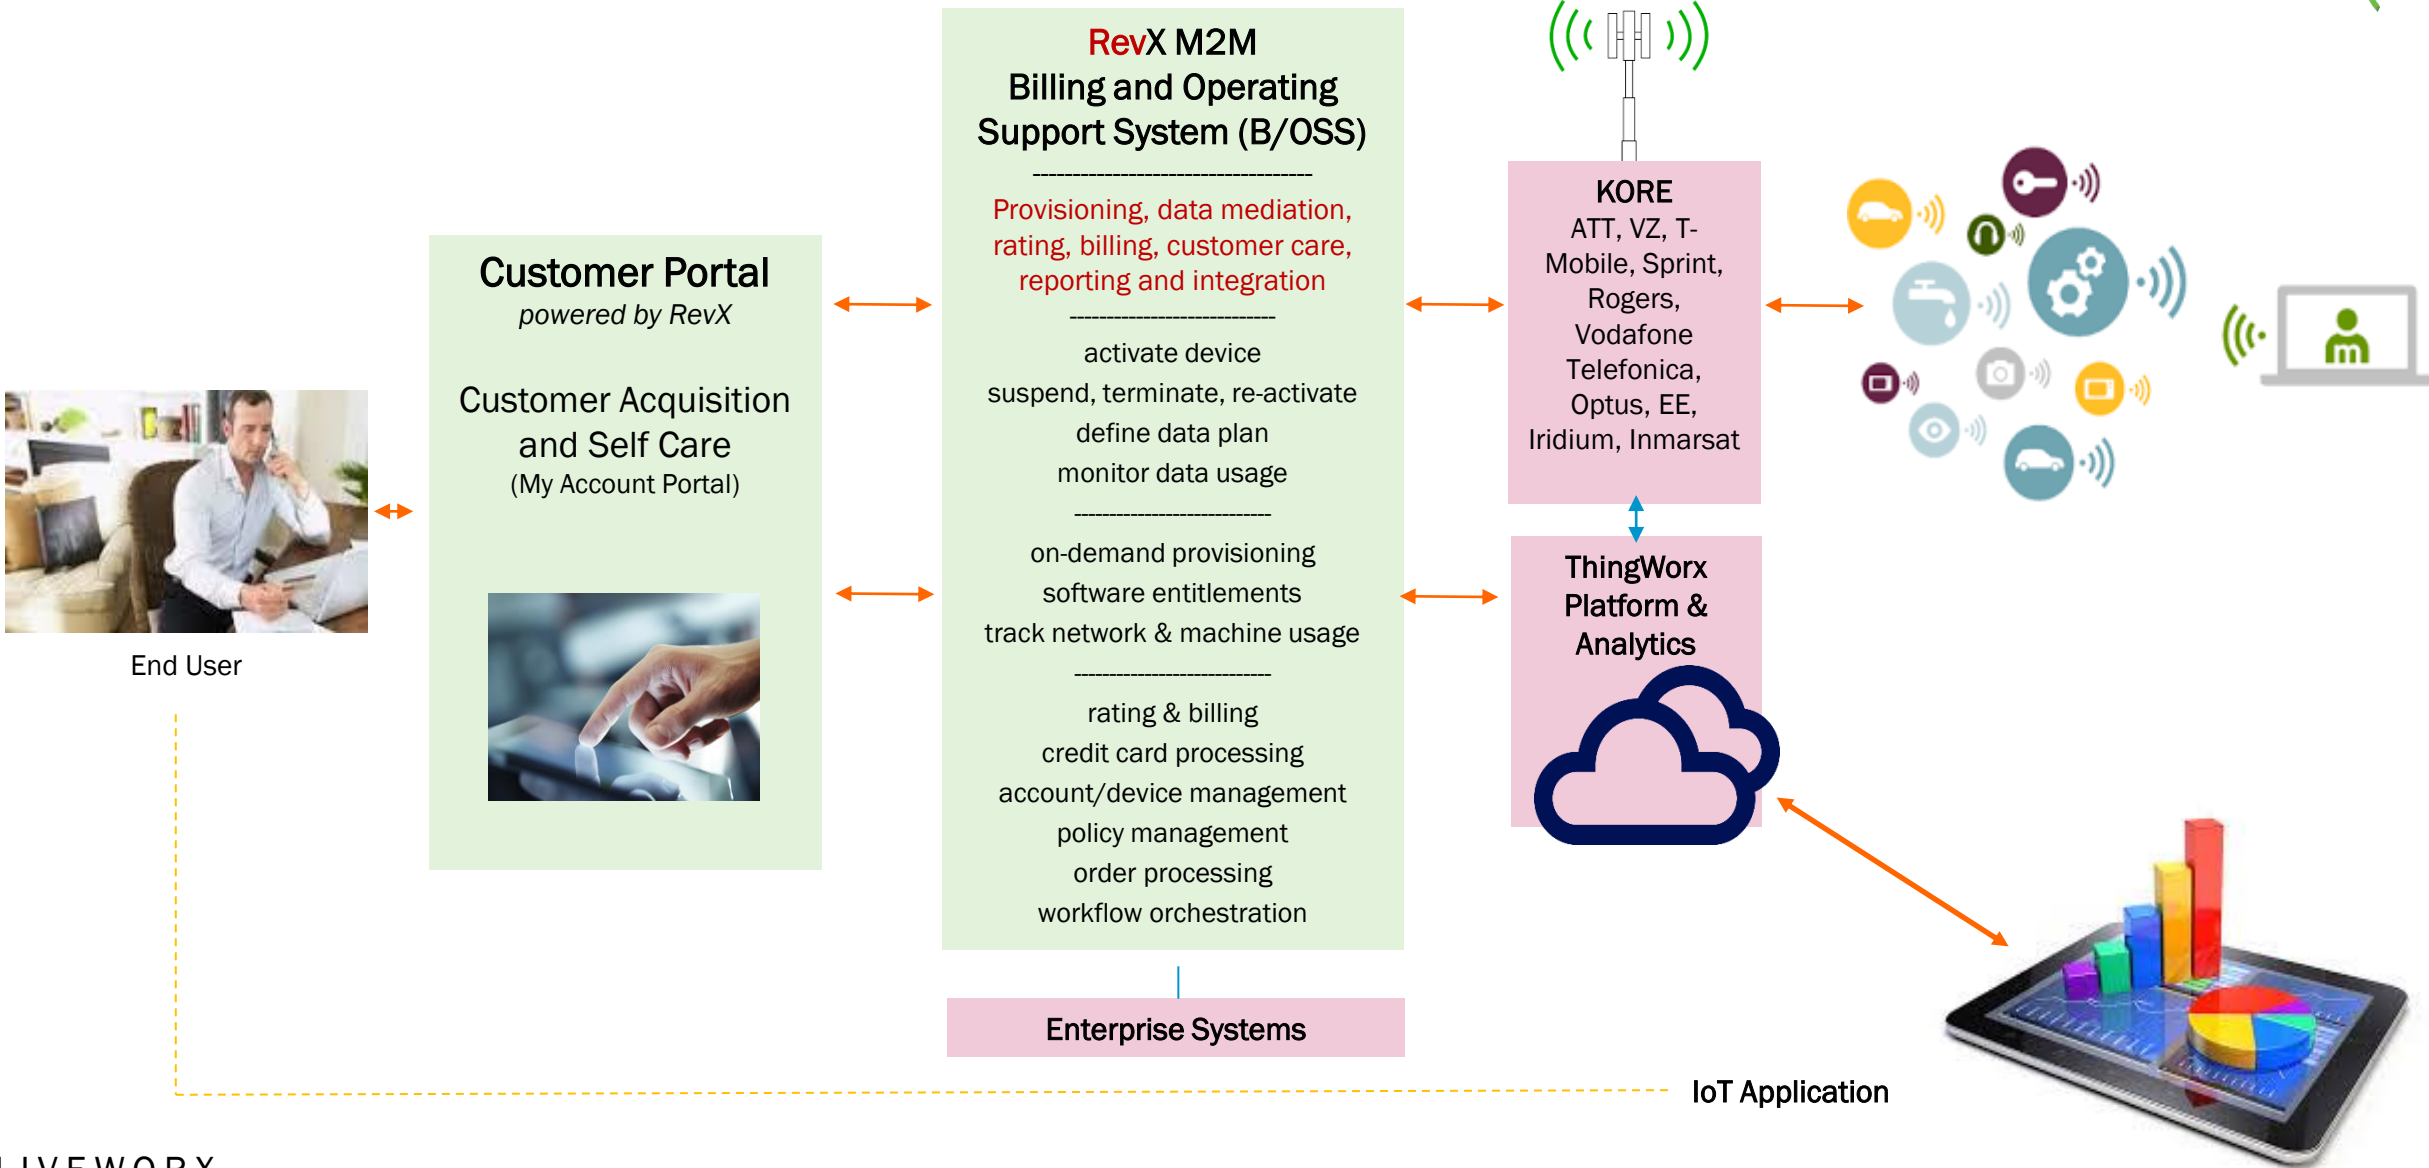 RevX M2M
Billing and Operating
Support System (B/OSS)
-----------------------------------
Provisioning, data mediation,
rating, billing, customer care,
reporting and integration
----------------------------
activate device
suspend, terminate, re-activate
define data plan
monitor data usage
---------------------------
on-demand provisioning
software entitlements
track network & machine usage
---------------------------
rating & billing
credit card processing
account/device management
policy management
order processing
workflow orchestration
Customer Portal
powered by RevX
Customer Acquisition
and Self Care
(My Account Portal)
KORE
ATT, VZ, T-
Mobile, Sprint,
Rogers,
Vodafone
Telefonica,
Optus, EE,
Iridium, Inmarsat
ThingWorx
Platform &
Analytics
End User
Enterprise Systems
IoT Application
LIVEWORX